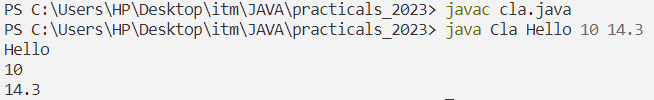 PS C:\Users\HP\Desktop\itm\JAVA\practicals_2023> javac cla.java
PS C:\Users\HP\Desktop\itm\JAVA\practicals_2023> java Cla Hello 10 14.3
Hello
10
14.3